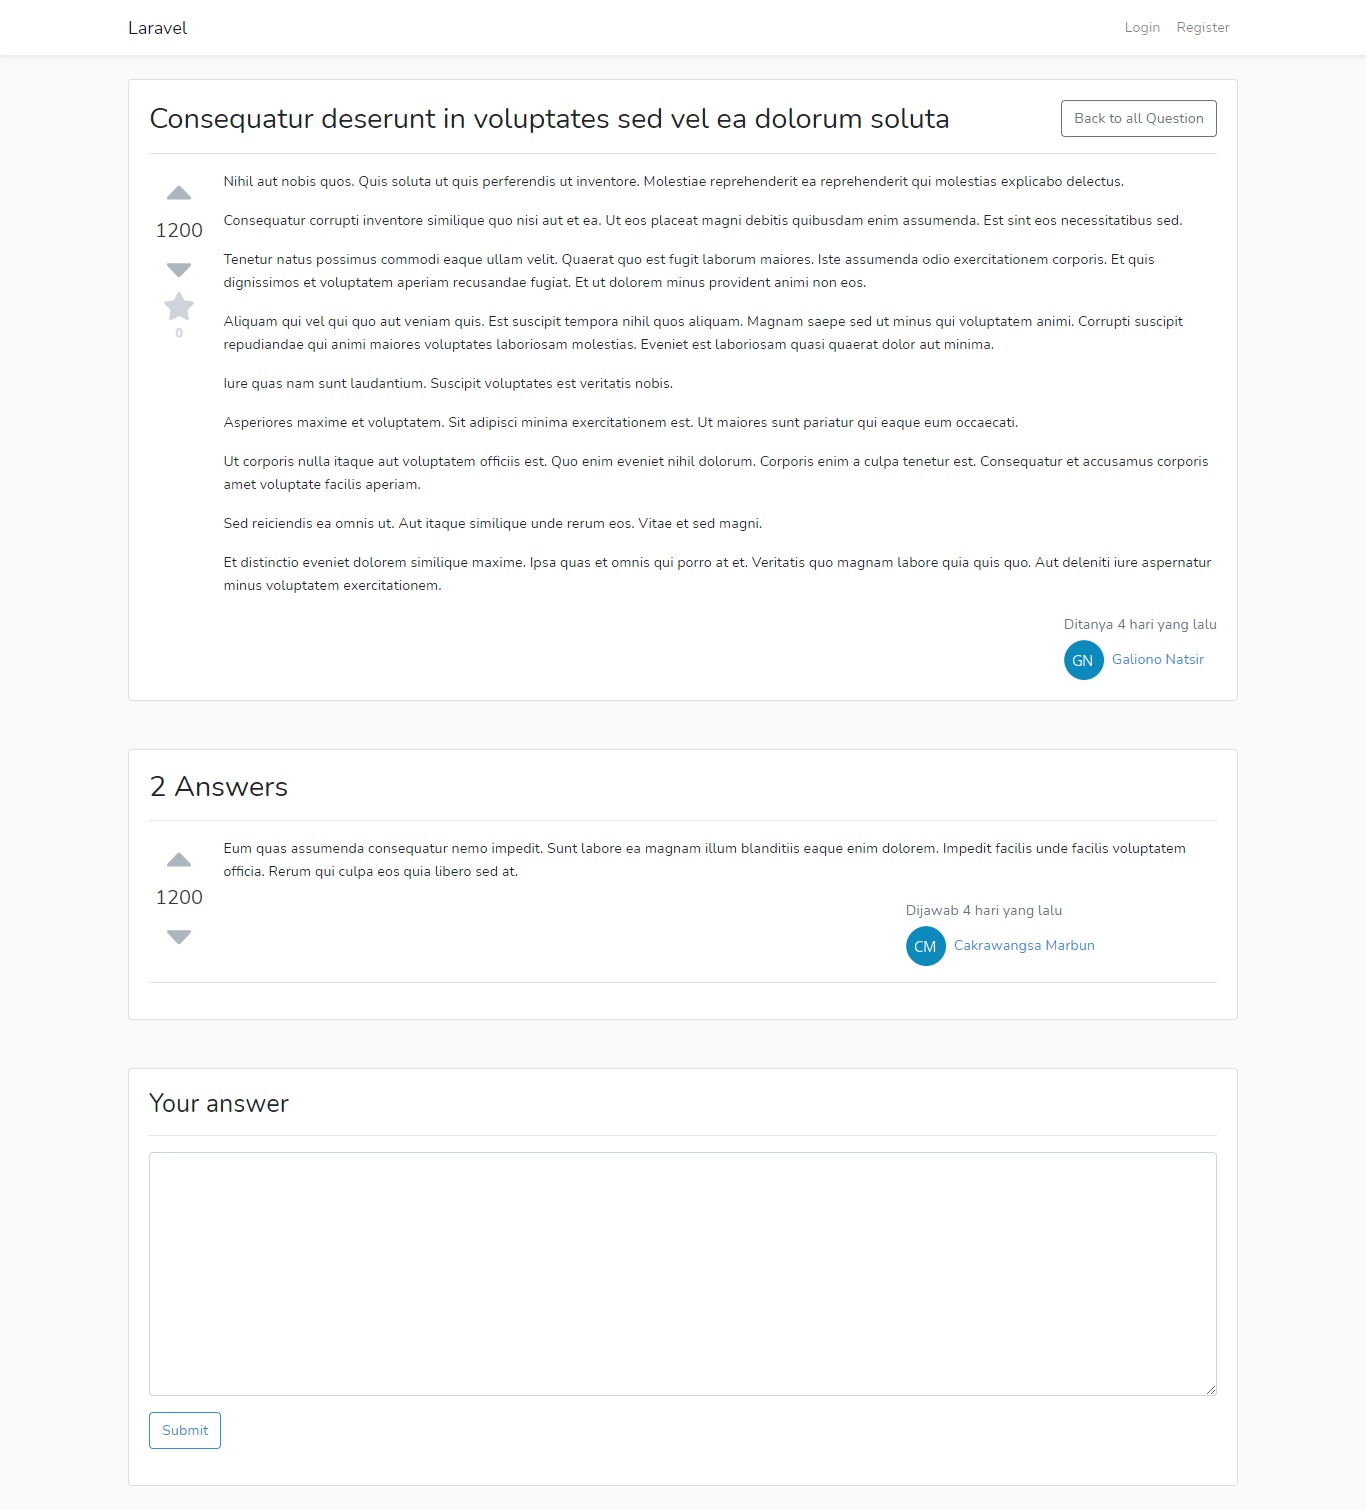 Laravel
Login Register
Consequatur deserunt in voluptates sed vel ea dolorum soluta
Back to all Question
Nihil aut nobis quos. Quis soluta ut quis perferendis ut inventore. Molestiae reprehenderit ea reprehenderit qui molestias explicabo delectus.
1200
Consequatur corrupti inventore similique quo nisi aut et ea. Ut eos placeat magni debitis quibusdam enim assumenda. Est sint eos necessitatibus sed.
Tenetur natus possimus commodi eaque ullam velit. Quaerat quo est fugit laborum maiores. Iste assumenda odio exercitationem corporis. Et quis
dignissimos et voluptatem aperiam recusandae fugiat. Et ut dolorem minus provident animi non eos.
0
Aliquam qui vel qui quo aut veniam quis. Est suscipit tempora nihil quos aliquam. Magnam saepe sed ut minus qui voluptatem animi. Corrupti suscipit
repudiandae qui animi maiores voluptates laboriosam molestias. Eveniet est laboriosam quasi quaerat dolor aut minima.
Iure quas nam sunt laudantium. Suscipit voluptates est veritatis nobis.
Asperiores maxime et voluptatem. Sit adipisci minima exercitationem est. Ut maiores sunt pariatur qui eaque eum occaecati.
Ut corporis nulla itaque aut voluptatem officiis est. Quo enim eveniet nihil dolorum. Corporis enim a culpa tenetur est. Consequatur et accusamus corporis
amet voluptate facilis aperiam.
Sed reiciendis ea omnis ut. Aut itaque similique unde rerum eos. Vitae et sed magni.
Et distinctio eveniet dolorem similique maxime. Ipsa quas et omnis qui porro at et. Veritatis quo magnam labore quia quis quo. Aut deleniti iure aspernatur
minus voluptatem exercitationem.
Ditanya 4 hari yang lalu
GN Galiono Natsir
2 Answers
Eum quas assumenda consequatur nemo impedit. Sunt labore ea magnam illum blanditiis eaque enim dolorem. Impedit facilis unde facilis voluptatem
officia. Rerum qui culpa eos quia libero sed at.
1200
Dijawab 4 hari yang lalu
CM Cakrawangsa Marbun
Your answer
Submit